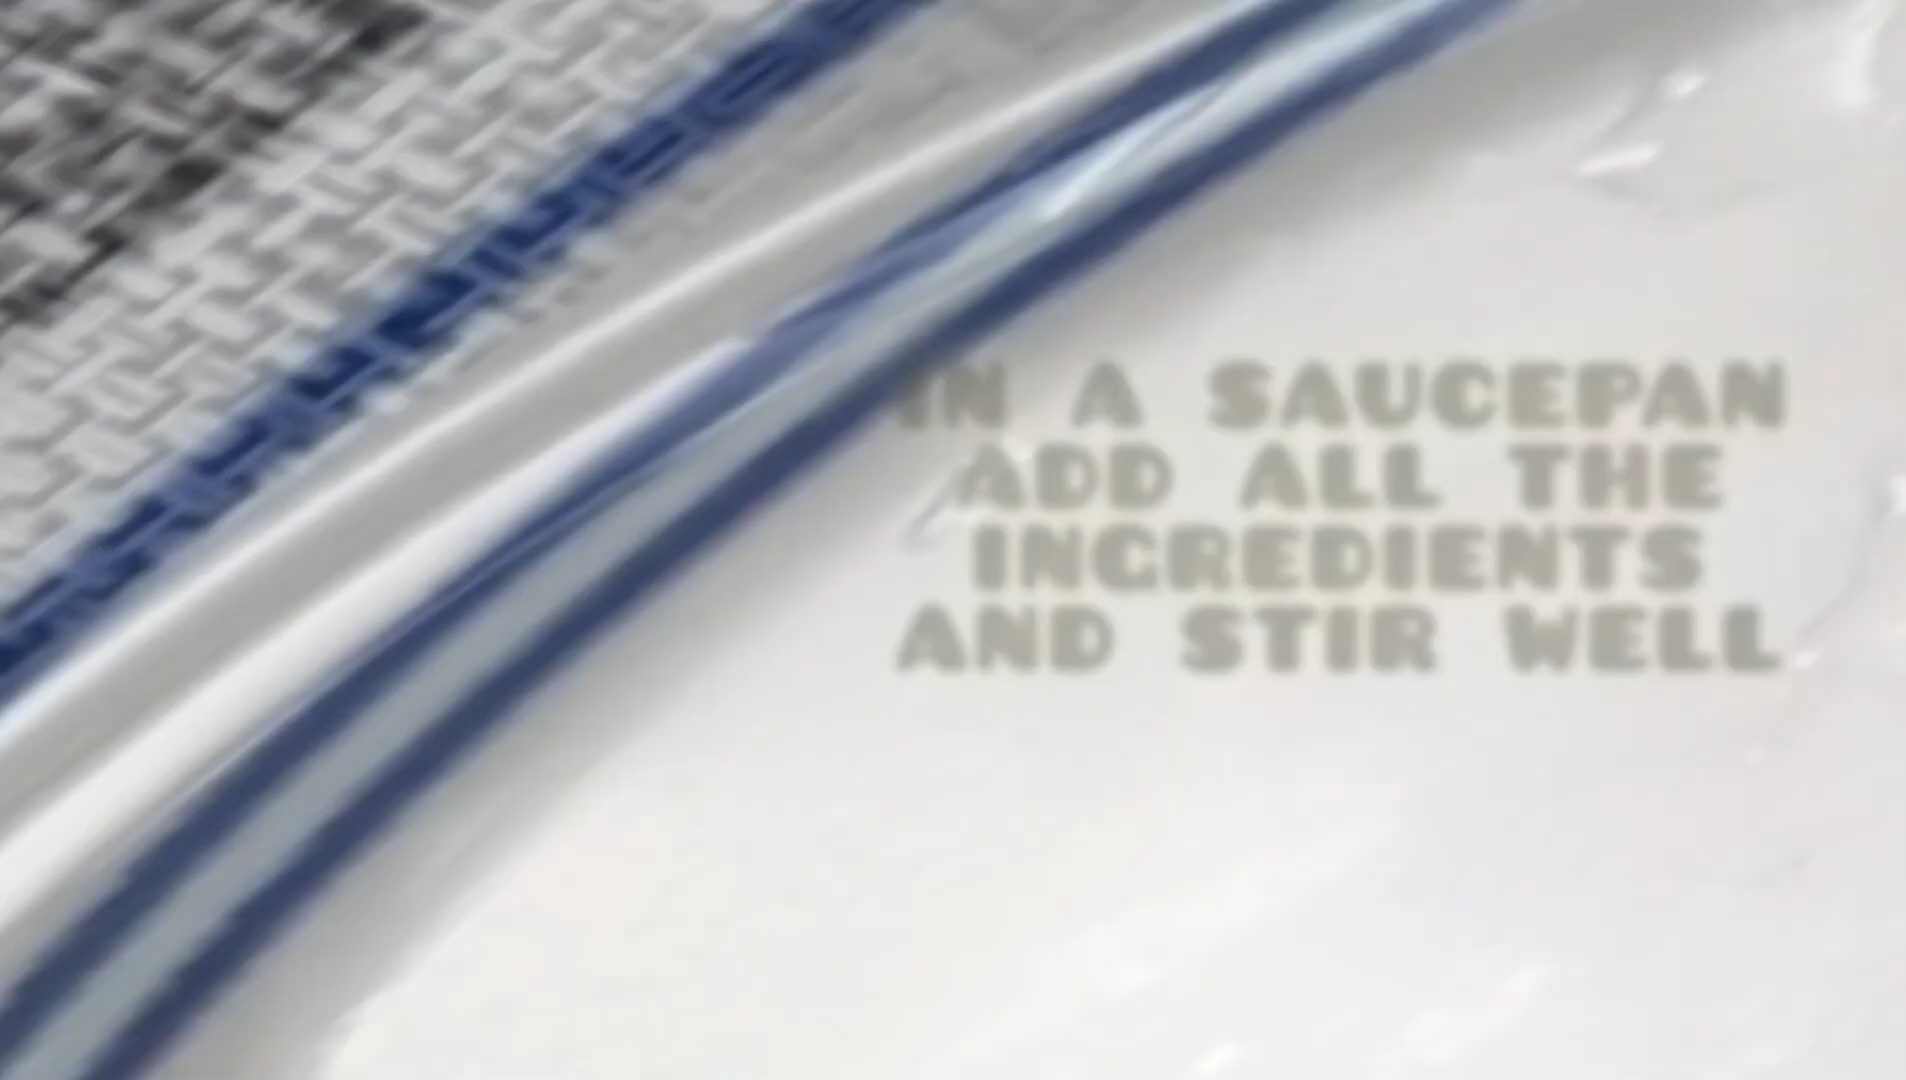 IN A SAUCEPAN
ADD ALL THE
INGREDIENTS
AND STIR WELL